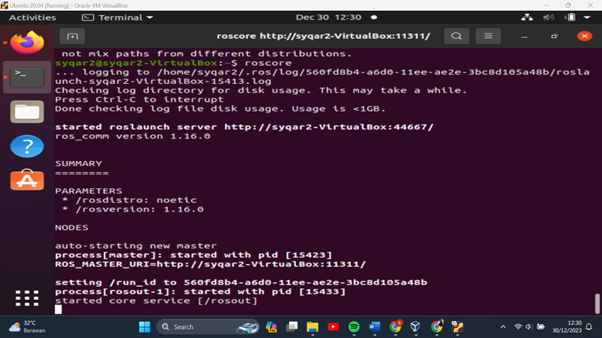 Ubuntu 20.04 [Running] - Oracle VM VirtualBox
Activities Terminal Dec 30 12:30
roscore http://syqar2-VirtualBox:11311/
not mix paths from different distributions.
syqar2@syqar2-VirtualBox:~$ roscore
... logging to /home/syqar2/.ros/log/560fd8b4-a6d0-11ee-ae2e-3bc8d105a48b/rosla
unch-syqar2-VirtualBox-15413.log
Checking log directory for disk usage. This may take a while.
Press Ctrl-C to interrupt
Done checking log file disk usage. Usage is <1GB.
started roslaunch server http://syqar2-VirtualBox:44667/
ros_comm version 1.16.0
SUMMARY
========
PARAMETERS
* /rosdistro: noetic
* /rosversion: 1.16.0
NODES
auto-starting new master
process[master]: started with pid [15423]
ROS_MASTER_URI=http://syqar2-VirtualBox:11311/
setting /run_id to 560fd8b4-a6d0-11ee-ae2e-3bc8d105a48b
process[rosout-1]: started with pid [15433]
started core service [/rosout]
32°C
Berawan
Search
12:30
30/12/2023